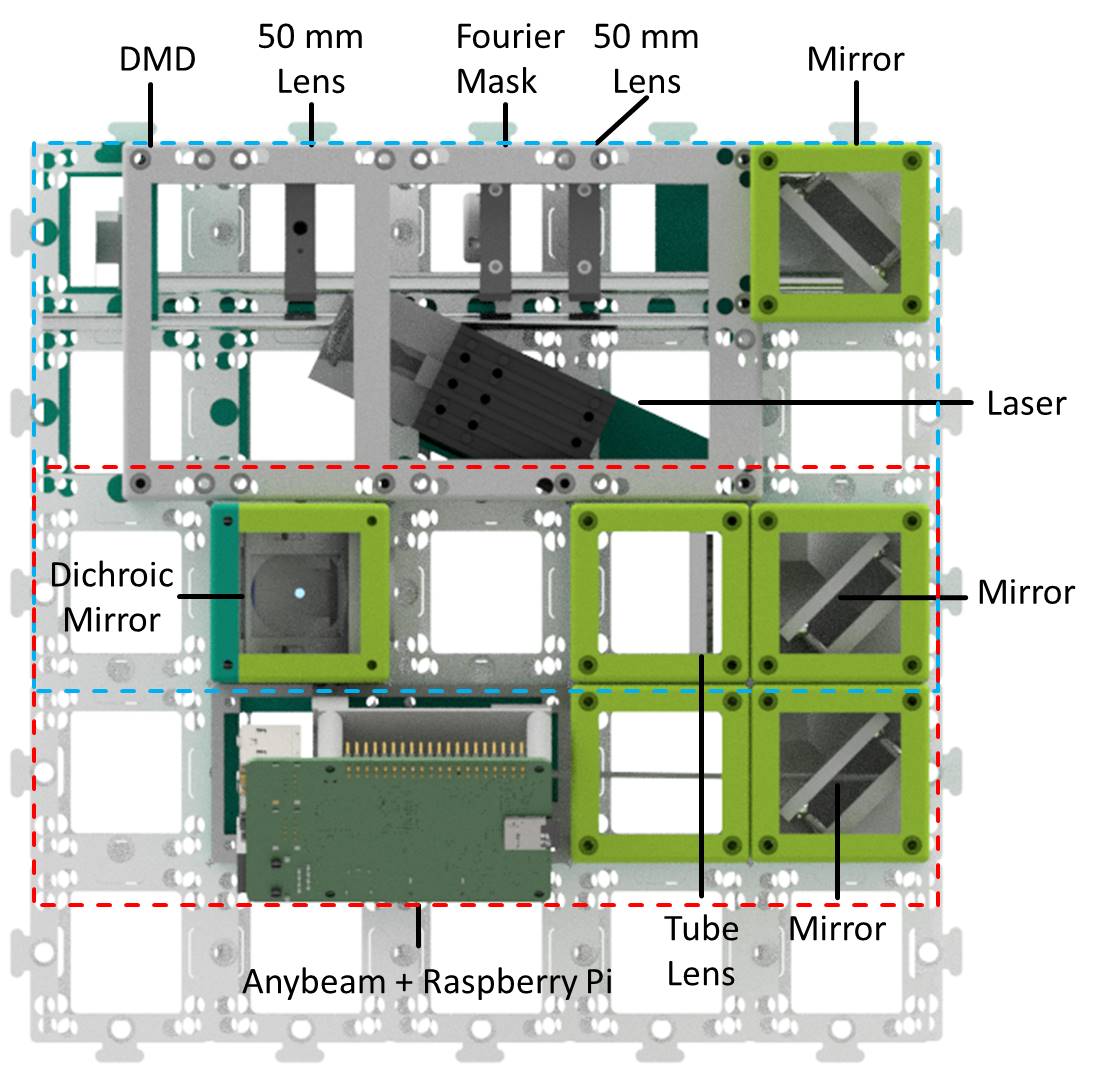 DMD
50 mm
Lens
Fourier
Mask
50 mm
Lens
Mirror
Laser
Dichroic
Mirror
Mirror
Tube
Lens
Mirror
Anybeam + Raspberry Pi